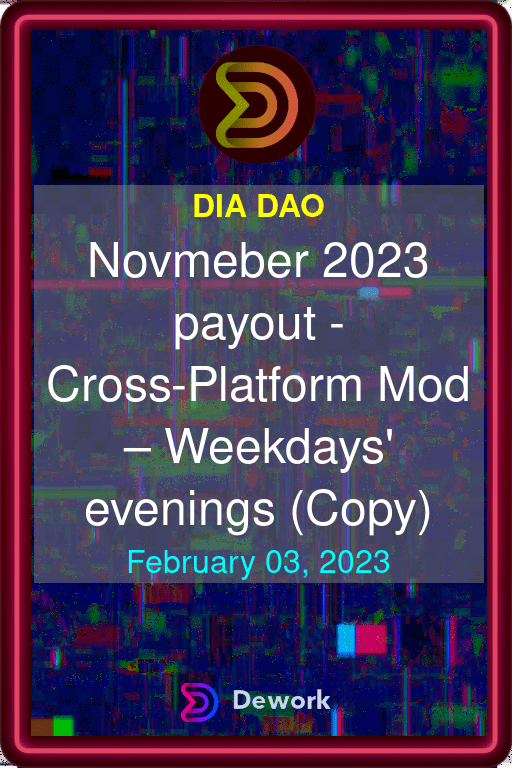 DIA DAO
Novmeber 2023
payout -
Cross-Platform Mod
– Weekdays'
evenings (Copy)
February 03, 2023
Dework